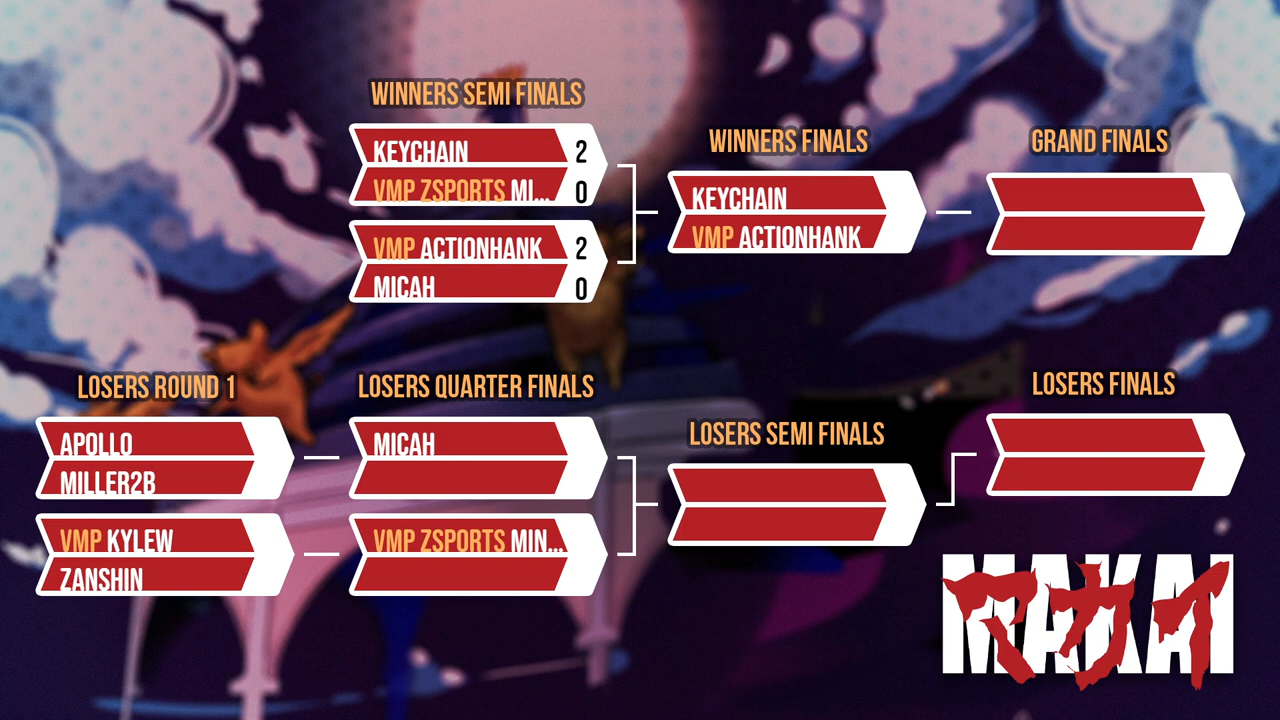 WINNERS SEMI FINALS
KEYCHAIN 2
VMP ZSPORTS MI... 0
VMP ACTIONHANK 2
MICAH 0
WINNERS FINALS
KEYCHAIN
VMP ACTIONHANK
GRAND FINALS
LOSERS ROUND 1
APOLLO
MILLER2B
VMP KYLEW
ZANSHIN
LOSERS QUARTER FINALS
MICAH
VMP ZSPORTS MIN...
LOSERS SEMI FINALS
LOSERS FINALS
MAKAI
マカイ